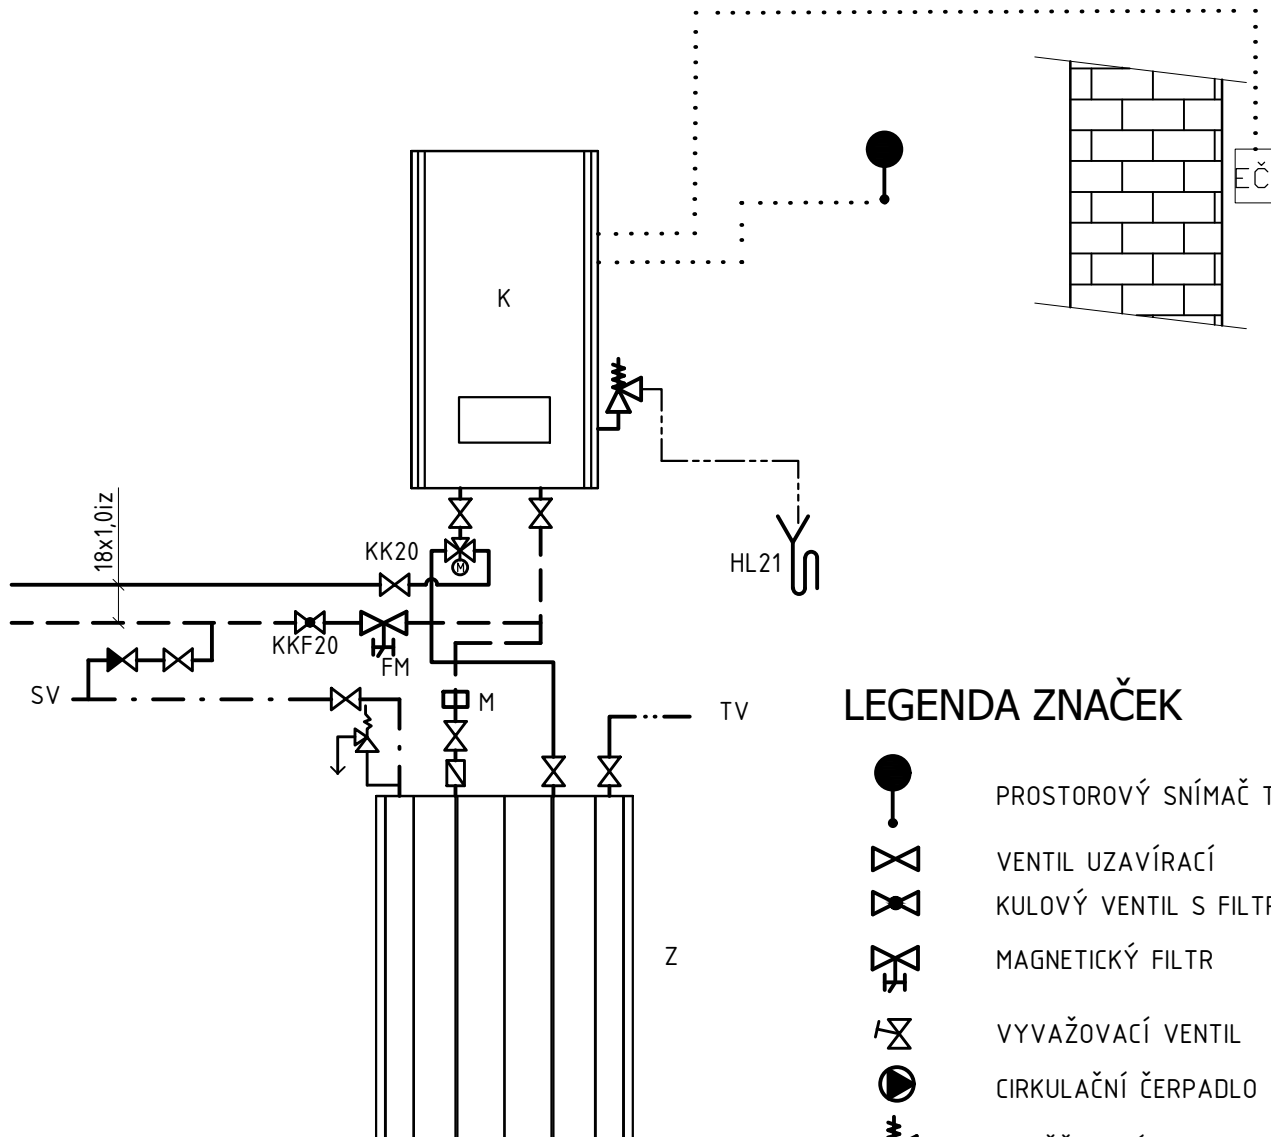 EČ
K
18x1,0iz
KK20
M
HL21
KKF20
FM
SV
M
TV
LEGENDA ZNAČEK
PROSTOROVÝ SNÍMAČ T
VENTIL UZAVÍRACÍ
KULOVÝ VENTIL S FILTR
Z
MAGNETICKÝ FILTR
VYVAŽOVACÍ VENTIL
CIRKULAČNÍ ČERPADLO